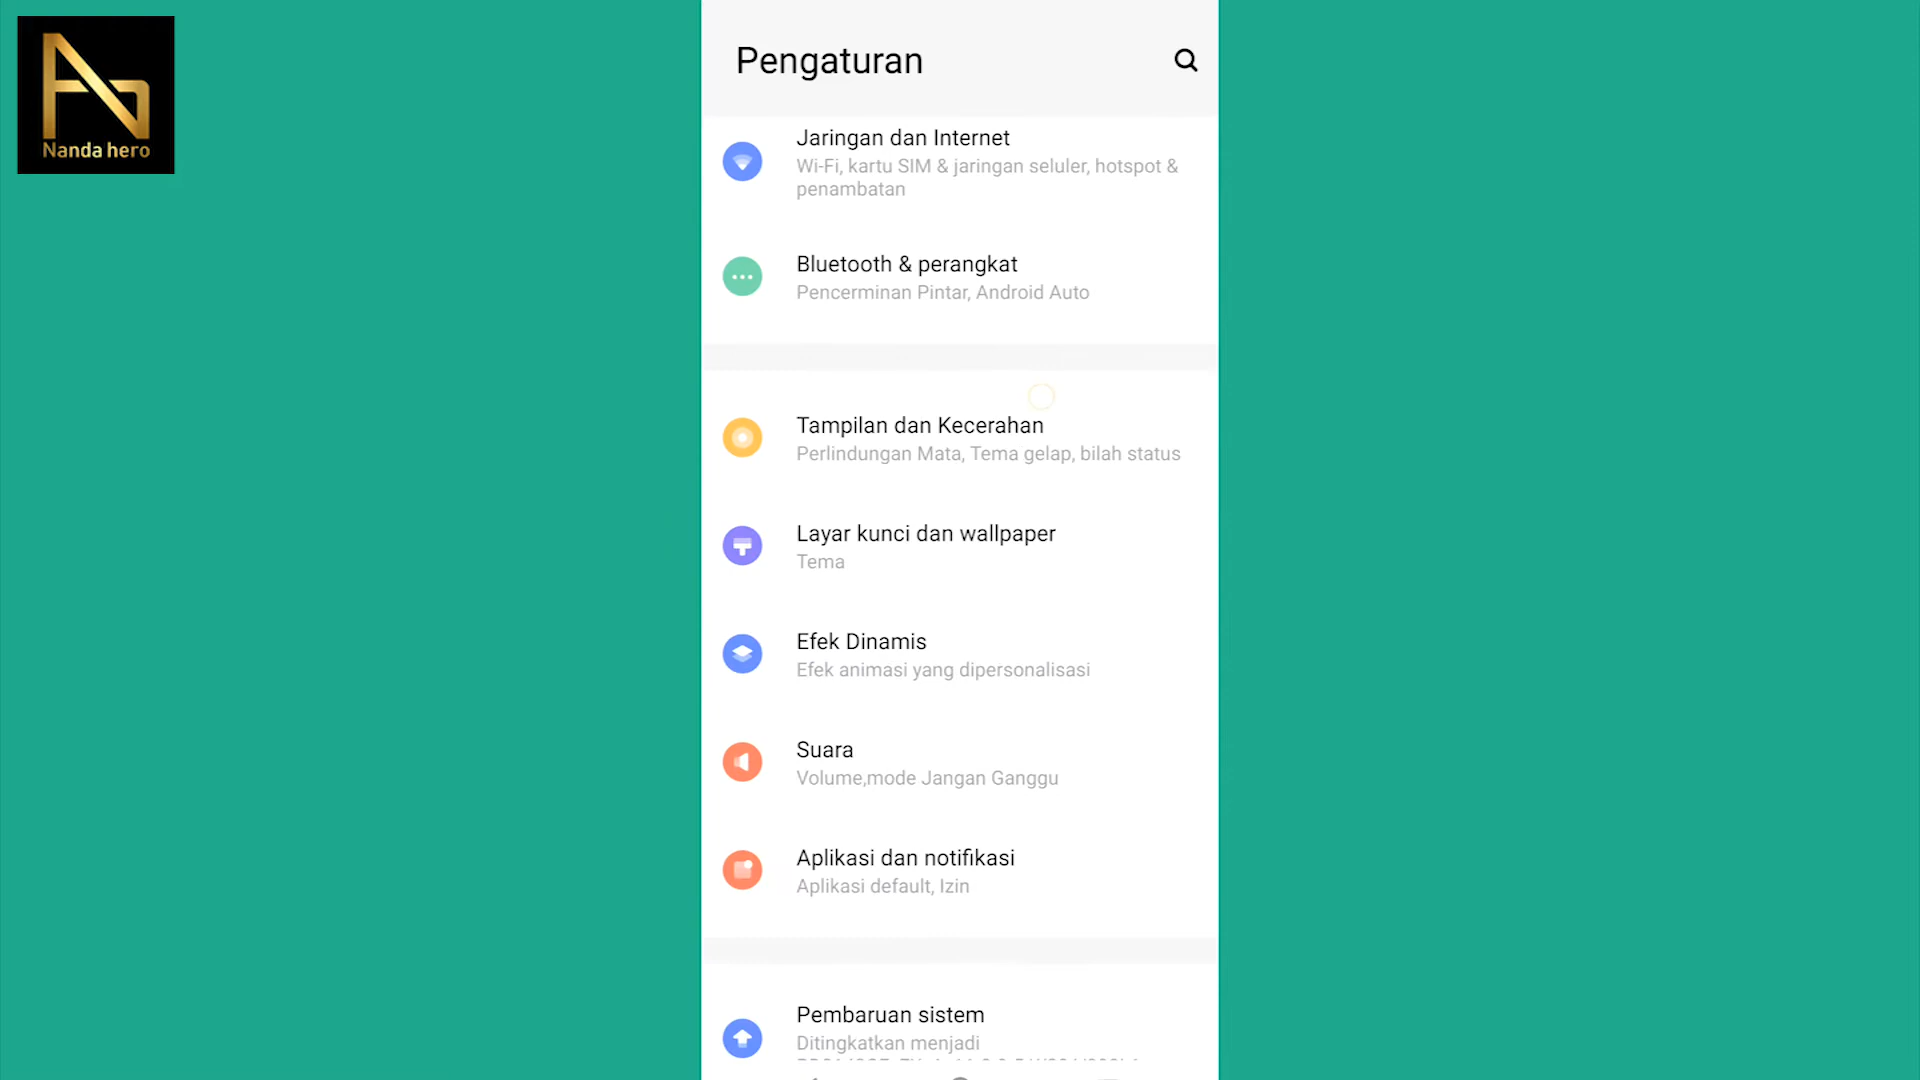 Nanda hero
Pengaturan
Jaringan dan Internet
Wi-Fi, kartu SIM & jaringan seluler, hotspot &
penambatan
Bluetooth & perangkat
Pencerminan Pintar, Android Auto
Tampilan dan Kecerahan
Perlindungan Mata, Tema gelap, bilah status
Layar kunci dan wallpaper
Tema
Efek Dinamis
Efek animasi yang dipersonalisasi
Suara
Volume,mode Jangan Ganggu
Aplikasi dan notifikasi
Aplikasi default, Izin
Pembaruan sistem
Ditingkatkan menjadi